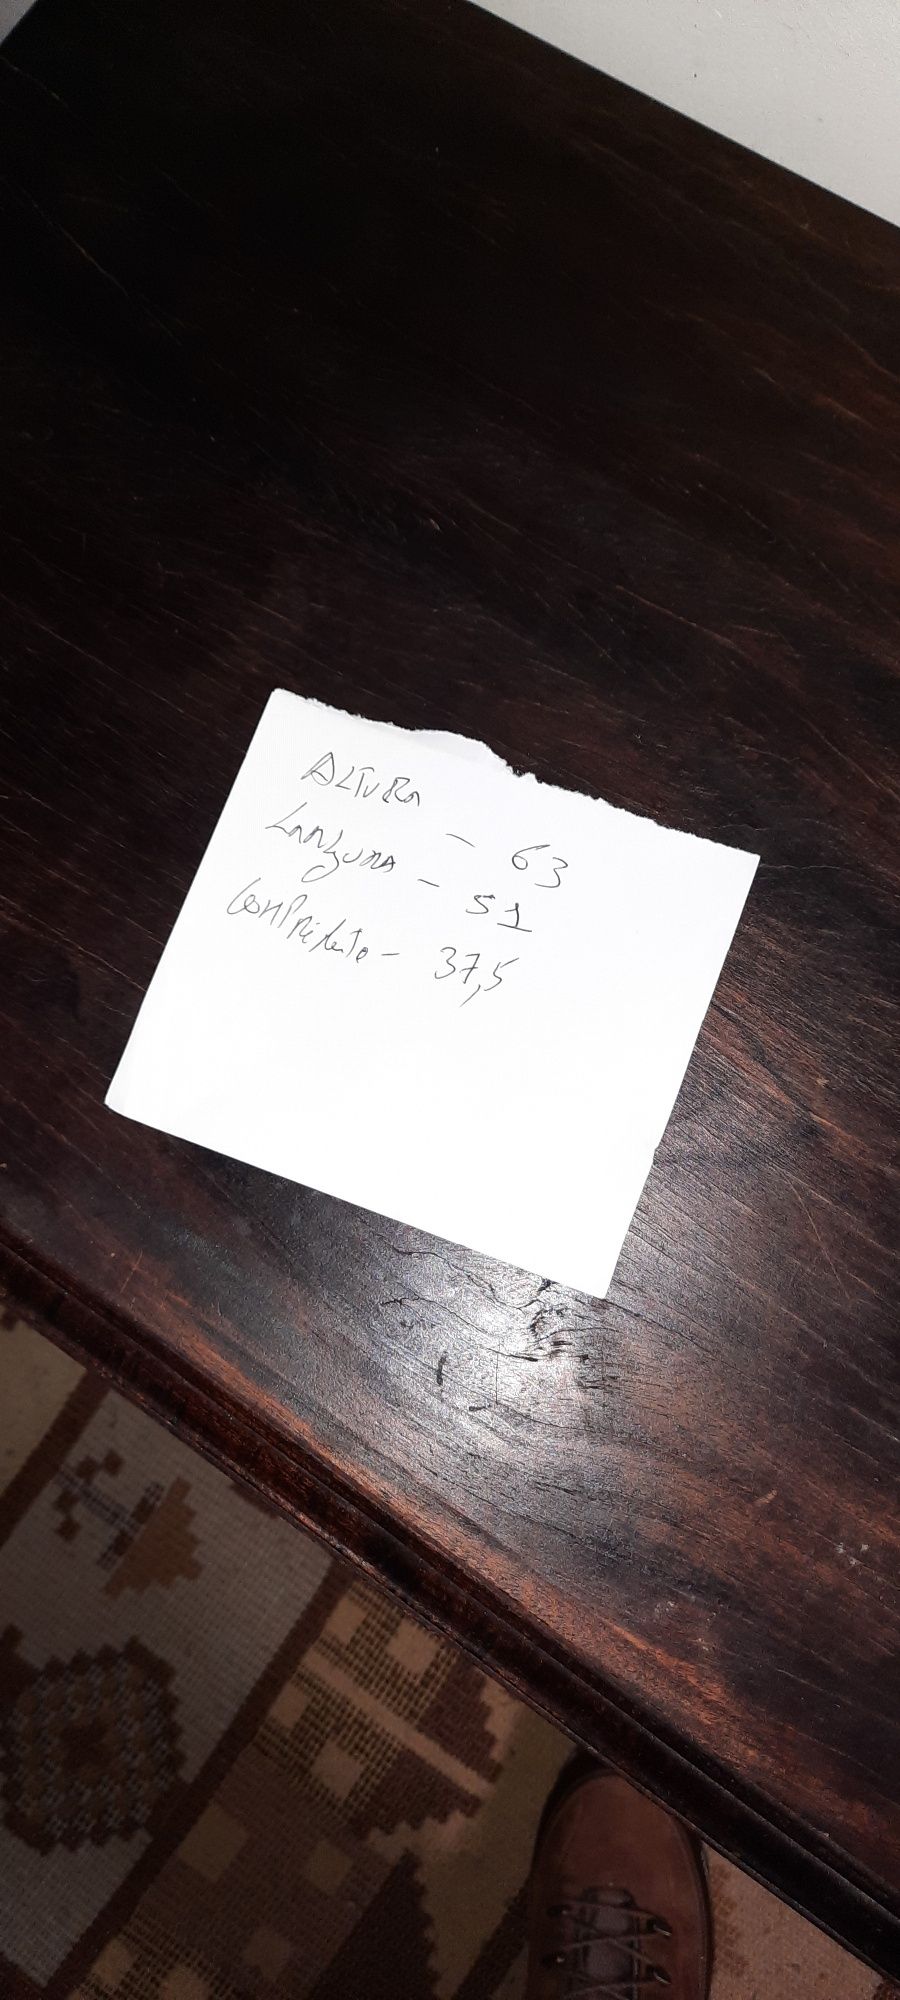 ALTURA - 63
LARGURA - 51
COMPRIMENTO - 37,5